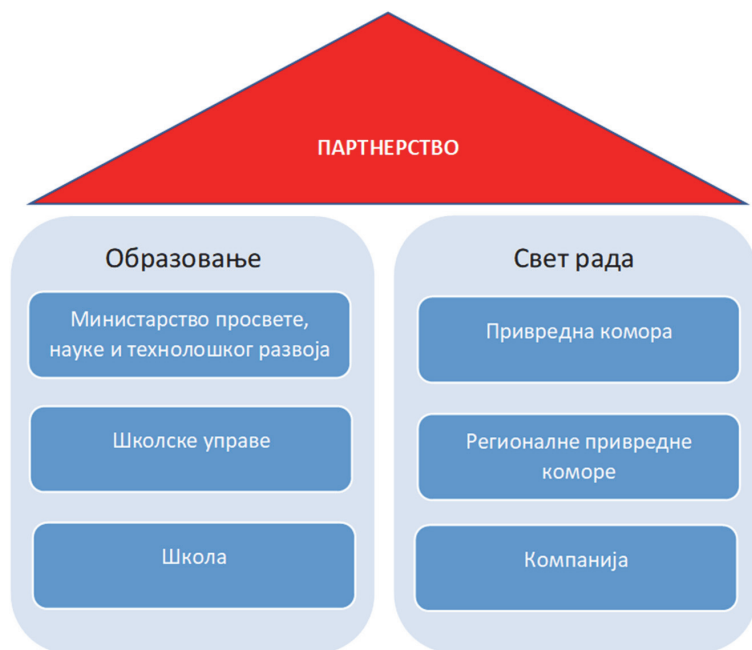 ПАРТНЕРСТВО
Образовање
Министарство просвете,
науке и технолошког развоја
Школске управе
Школа
Свет рада
Привредна комора
Регионалне привредне
коморе
Компанија